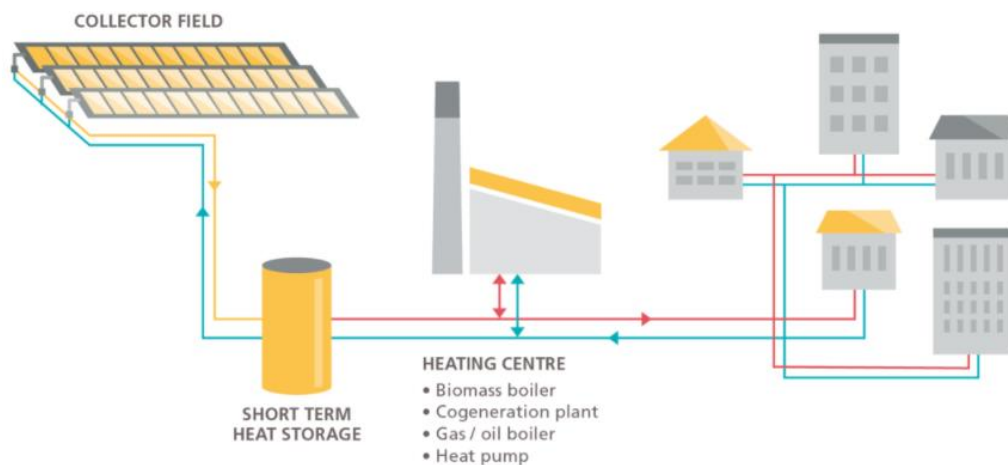 COLLECTOR FIELD
HEATING CENTRE
• Biomass boiler
• Cogeneration plant
• Gas / oil boiler
• Heat pump
SHORT TERM
HEAT STORAGE